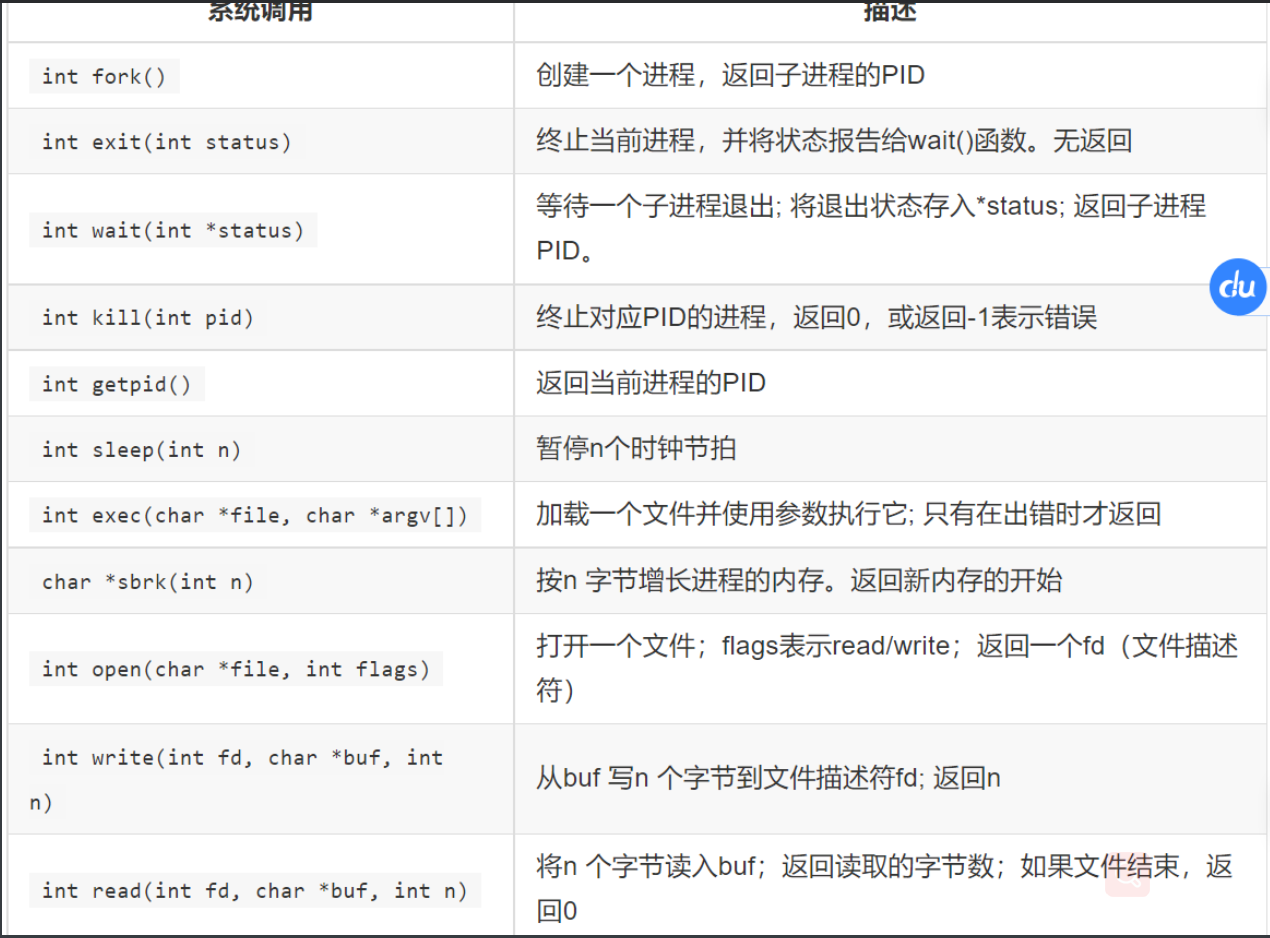 系统调用 描述
int fork() 创建一个进程，返回子进程的PID
int exit(int status) 终止当前进程，并将状态报告给wait()函数。无返回
int wait(int *status) 等待一个子进程退出; 将退出状态存入*status; 返回子进程
PID。
int kill(int pid) 终止对应PID的进程，返回0，或返回-1表示错误
int getpid() 返回当前进程的PID
int sleep(int n) 暂停n个时钟节拍
int exec(char *file, char *argv[]) 加载一个文件并使用参数执行它; 只有在出错时才返回
char *sbrk(int n) 按n 字节增长进程的内存。返回新内存的开始
int open(char *file, int flags) 打开一个文件；flags表示read/write；返回一个fd（文件描述
符）
int write(int fd, char *buf, int
n) 从buf 写n 个字节到文件描述符fd; 返回n
int read(int fd, char *buf, int n) 将n 个字节读入buf；返回读取的字节数；如果文件结束，返
回0
du